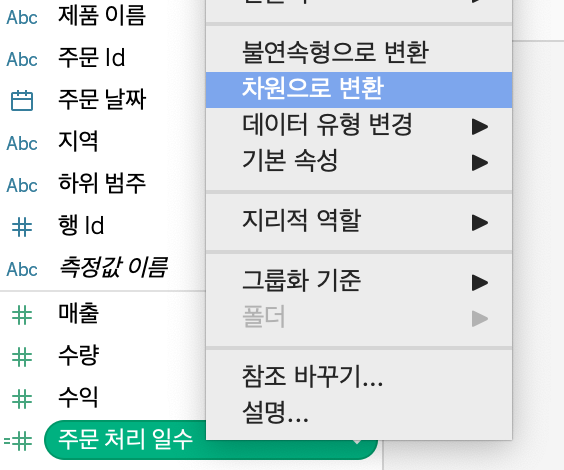 Abc 제품 이름
Abc 주문 Id
주문 날짜
Abc 지역
Abc 하위 범주
행 Id
Abc 측정값 이름
매출
수량
수익
주문 처리 일수
불연속형으로 변환
차원으로 변환
데이터 유형 변경
기본 속성
지리적 역할
그룹화 기준
폴더
참조 바꾸기...
설명...